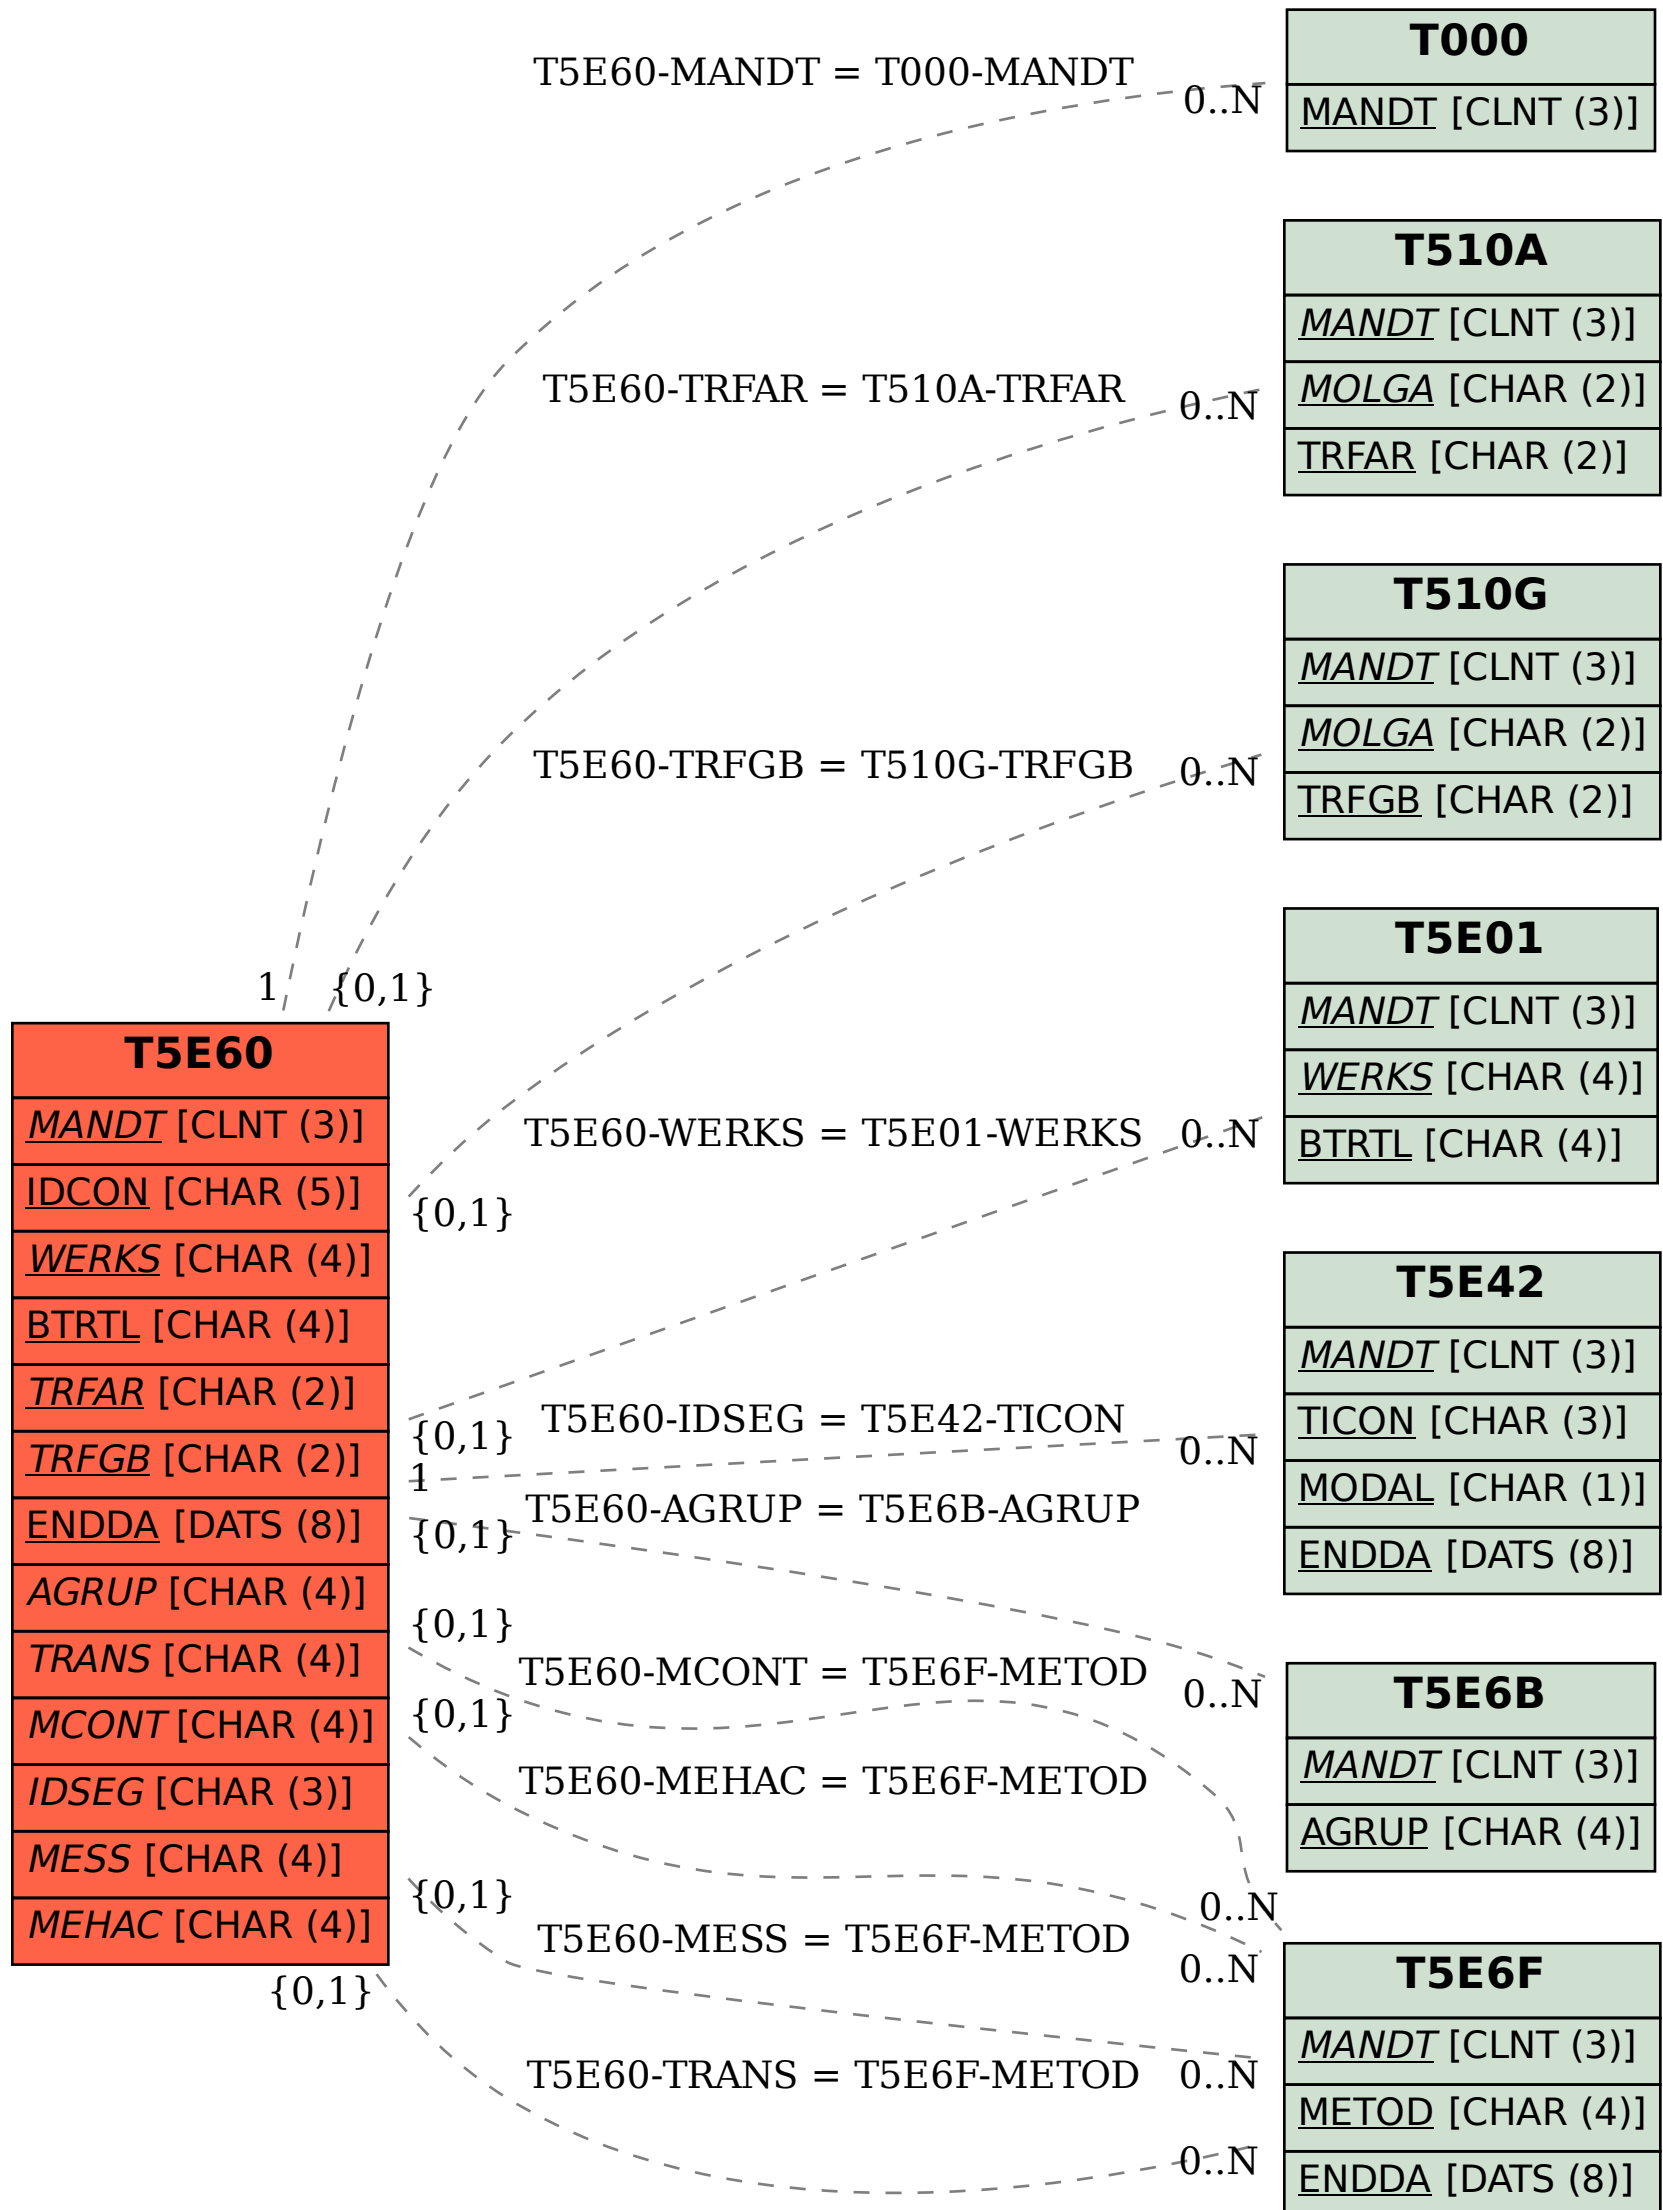 T000
T5E60-MANDT = T000-MANDT
0..N
MANDT [CLNT (3)]
T510A
MANDT [CLNT (3)]
T5E60-TRFAR = T510A-TRFAR
0..N
MOLGA [CHAR (2)]
TRFAR [CHAR (2)]
T510G
MANDT [CLNT (3)]
MOLGA [CHAR (2)]
T5E60-TRFGB = T510G-TRFGB
0..N
TRFGB [CHAR (2)]
T5E01
1
{0,1}
MANDT [CLNT (3)]
WERKS [CHAR (4)]
T5E60-WERKS = T5E01-WERKS
0..N
BTRTL [CHAR (4)]
T5E60
MANDT [CLNT (3)]
IDCON [CHAR (5)]
WERKS [CHAR (4)]
BTRTL [CHAR (4)]
TRFAR [CHAR (2)]
TRFGB [CHAR (2)]
ENDDA [DATS (8)]
AGRUP [CHAR (4)]
TRANS [CHAR (4)]
MCONT [CHAR (4)]
IDSEG [CHAR (3)]
MESS [CHAR (4)]
MEHAC [CHAR (4)]
{0,1}
T5E42
MANDT [CLNT (3)]
TICON [CHAR (3)]
MODAL [CHAR (1)]
ENDDA [DATS (8)]
{0,1}
T5E60-IDSEG = T5E42-TICON
0..N
1
T5E60-AGRUP = T5E6B-AGRUP
{0,1}
{0,1}
T5E60-MCONT = T5E6F-METOD
0..N
T5E6B
MANDT [CLNT (3)]
AGRUP [CHAR (4)]
{0,1}
T5E60-MEHAC = T5E6F-METOD
{0,1}
0..N
T5E60-MESS = T5E6F-METOD
0..N
{0,1}
T5E6F
MANDT [CLNT (3)]
METOD [CHAR (4)]
ENDDA [DATS (8)]
T5E60-TRANS = T5E6F-METOD
0..N
0..N